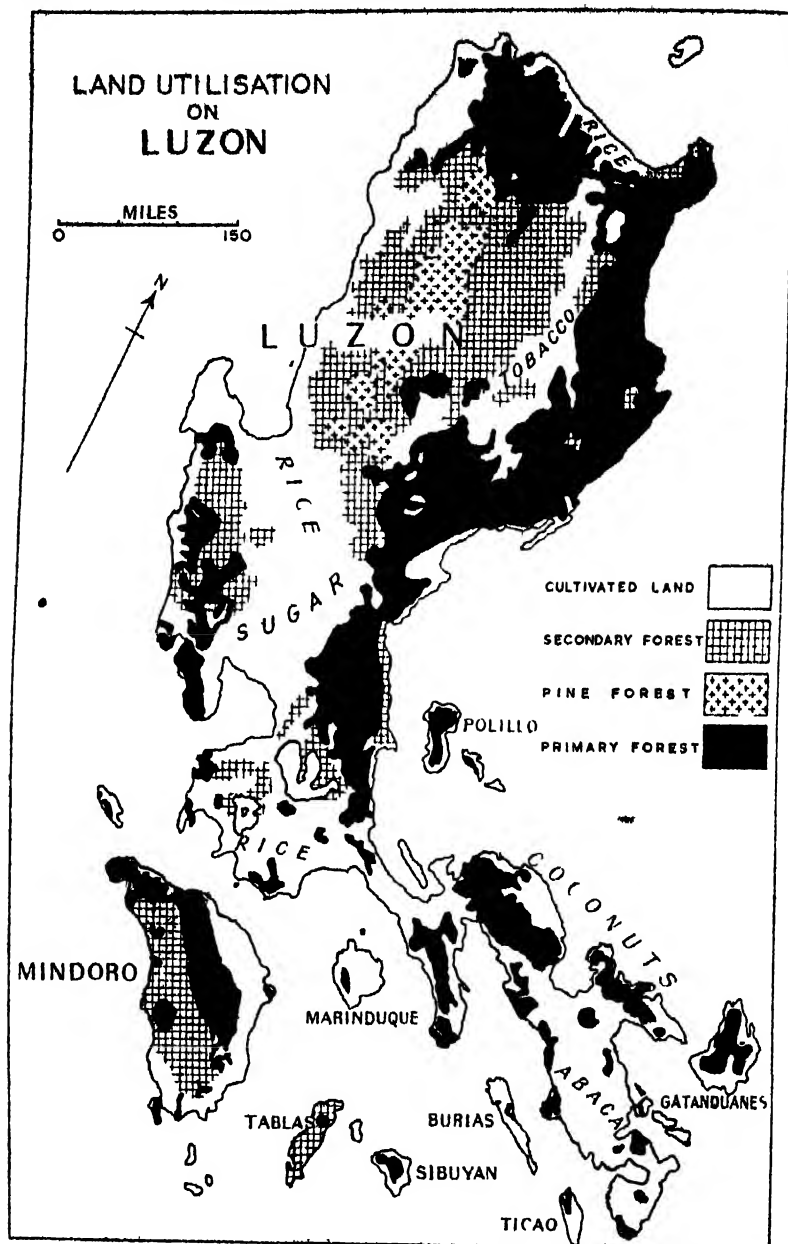 LAND UTILISATION
ON
LUZON
MILES
0 150
N
RICE
LUZON
TOBACCO
RICE
SUGAR
CULTIVATED LAND
SECONDARY FOREST
PINE FOREST
PRIMARY FOREST
POLILLO
RICE
COCONUTS
MINDORO
MARINDUQUE
ABACA
GATANDUANES
TABLAS
BURIAS
SIBUYAN
TICAO